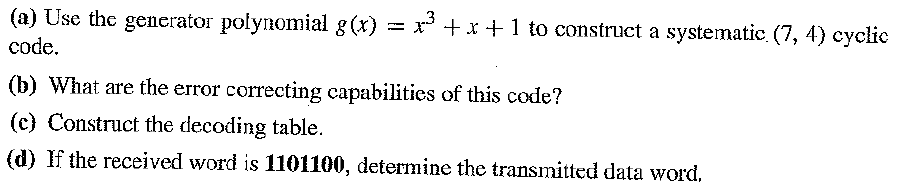 (a) Use the generator polynomial g(x) = x³ + x + 1 to construct a systematic (7, 4) cyclic
code.
(b) What are the error correcting capabilities of this code?
(c) Construct the decoding table.
(d) If the received word is 1101100, determine the transmitted data word.